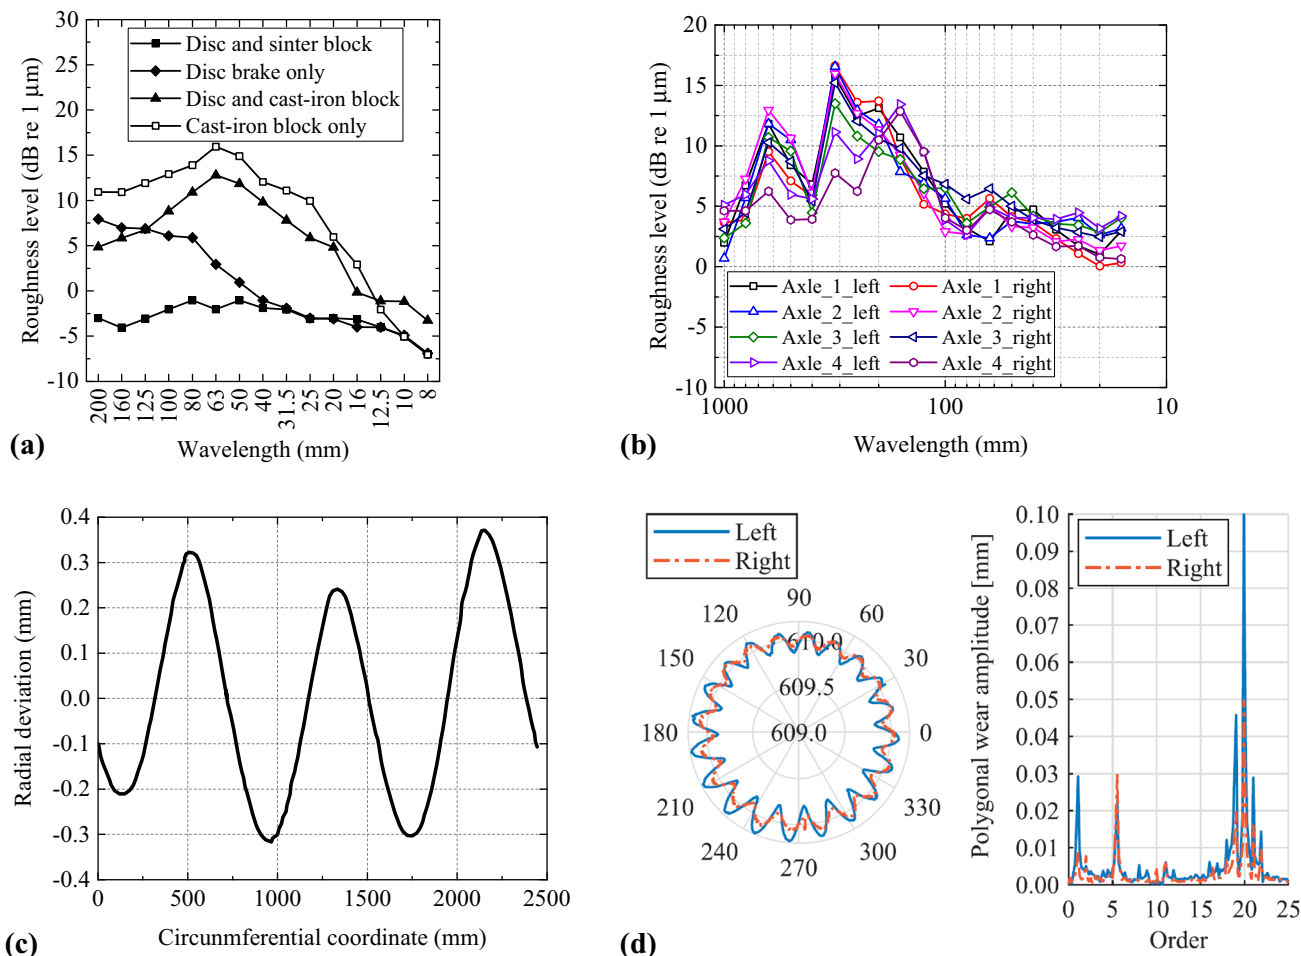 30
25
20
15
10
5
0
-5
-10
Roughness level (dB re 1 μm)
Disc and sinter block
Disc brake only
Disc and cast-iron block
Cast-iron block only
200 160 125 100 80 63 50 40 31.5 25 20 16 12.5 10 8
Wavelength (mm)
(a)
20
15
10
5
0
-5
-10
Roughness level (dB re 1 μm)
Axle_1_left Axle_1_right
Axle_2_left Axle_2_right
Axle_3_left Axle_3_right
Axle_4_left Axle_4_right
1000 100 10
Wavelength (mm)
(b)
0.4
0.3
0.2
0.1
0.0
-0.1
-0.2
-0.3
-0.4
Radial deviation (mm)
0 500 1000 1500 2000 2500
Circunmferential coordinate (mm)
(c)
Left
Right
90
120 60
150 30
180 0
210 330
240 300
270
610.0
609.5
609.0
(d)
Left
Right
0.10
0.09
0.08
0.07
0.06
0.05
0.04
0.03
0.02
0.01
0.00
Polygonal wear amplitude [mm]
0 5 10 15 20 25
Order